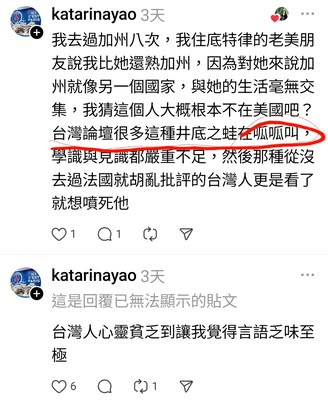 katarinayao 3天
我去過加州八次，我住底特律的老美朋
友說我比她還熟加州，因為對她來說加
州就像另一個國家，與她的生活毫無交
集，我猜這個人大概根本不在美國吧？
台灣論壇很多這種井底之蛙在呱呱叫，
學識與見識都嚴重不足，然後那種從沒
去過法國就胡亂批評的台灣人更是看了
就想噴死他
1 1
katarinayao 3天
這是回覆已無法顯示的貼文
台灣人心靈貧乏到讓我覺得言語乏味至
極
6 1